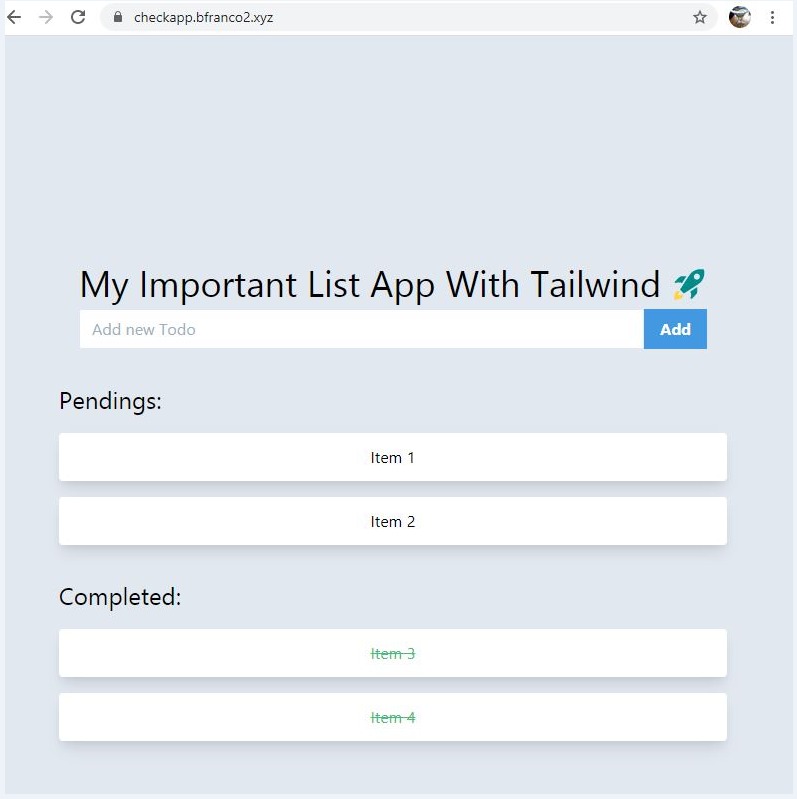 checkapp.bfranco2.xyz
My Important List App With Tailwind 🚀
Add new Todo
Add
Pendings:
Item 1
Item 2
Completed:
Item 3
Item 4